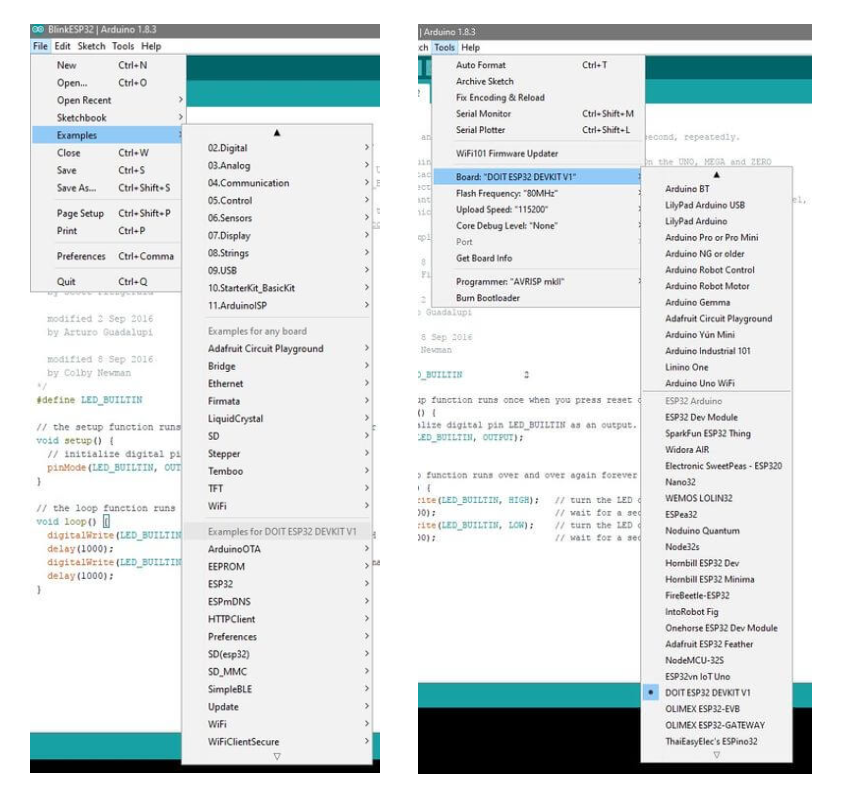 BlinkESP32 | Arduino 1.8.3
File Edit Sketch Tools Help
New Ctrl+N
Open... Ctrl+O
Open Recent
Sketchbook
Examples
Close Ctrl+W
Save Ctrl+S
Save As... Ctrl+Shift+S
Page Setup Ctrl+Shift+P
Print Ctrl+P
Preferences Ctrl+Comma
Quit Ctrl+Q
02.Digital
03.Analog
04.Communication
05.Control
06.Sensors
07.Display
08.Strings
09.USB
10.StarterKit_BasicKit
11.ArduinoISP
Examples for any board
Adafruit Circuit Playground
Bridge
Ethernet
Firmata
LiquidCrystal
SD
Stepper
Temboo
TFT
WiFi
Examples for DOIT ESP32 DEVKIT V1
ArduinoOTA
EEPROM
ESP32
ESPmDNS
HTTPClient
Preferences
SD(esp32)
SD_MMC
SimpleBLE
Update
WiFi
WiFiClientSecure
modified 2 Sep 2016
by Arturo Guadalupi
modified 8 Sep 2016
by Colby Newman
*/
#define LED_BUILTIN
// the setup function runs
void setup() {
// initialize digital pi
pinMode(LED_BUILTIN, OUT
}
// the loop function runs
void loop() {
digitalWrite(LED_BUILTIN
delay(1000);
digitalWrite(LED_BUILTIN
delay(1000);
}
| Arduino 1.8.3
ch Tools Help
Auto Format Ctrl+T
Archive Sketch
Fix Encoding & Reload
Serial Monitor Ctrl+Shift+M
Serial Plotter Ctrl+Shift+L
WiFi101 Firmware Updater
Board: "DOIT ESP32 DEVKIT V1"
Flash Frequency: "80MHz"
Upload Speed: "115200"
Core Debug Level: "None"
Port
Get Board Info
Programmer: "AVRISP mkII"
Burn Bootloader
econd, repeatedly.
On the UNO, MEGA and ZERO
Arduino BT
LilyPad Arduino USB
LilyPad Arduino
Arduino Pro or Pro Mini
Arduino NG or older
Arduino Robot Control
Arduino Robot Motor
Arduino Gemma
Adafruit Circuit Playground
Arduino Yún Mini
Arduino Industrial 101
Linino One
Arduino Uno WiFi
ESP32 Arduino
ESP32 Dev Module
SparkFun ESP32 Thing
Widora AIR
Electronic SweetPeas - ESP320
Nano32
WEMOS LOLIN32
ESPea32
Noduino Quantum
Node32s
Hornbill ESP32 Dev
Hornbill ESP32 Minima
FireBeetle-ESP32
IntoRobot Fig
Onehorse ESP32 Dev Module
Adafruit ESP32 Feather
NodeMCU-32S
ESP32vn IoT Uno
DOIT ESP32 DEVKIT V1
OLIMEX ESP32-EVB
OLIMEX ESP32-GATEWAY
ThaiEasyElec's ESPino32
o Guadalupi
8 Sep 2016
Newman
D_BUILTIN 2
up function runs once when you press reset
() {
alize digital pin LED_BUILTIN as an output.
LED_BUILTIN, OUTPUT);
p function runs over and over again forever
) {
rite(LED_BUILTIN, HIGH); // turn the LED
00); // wait for a sec
rite(LED_BUILTIN, LOW); // turn the LED
00); // wait for a sec